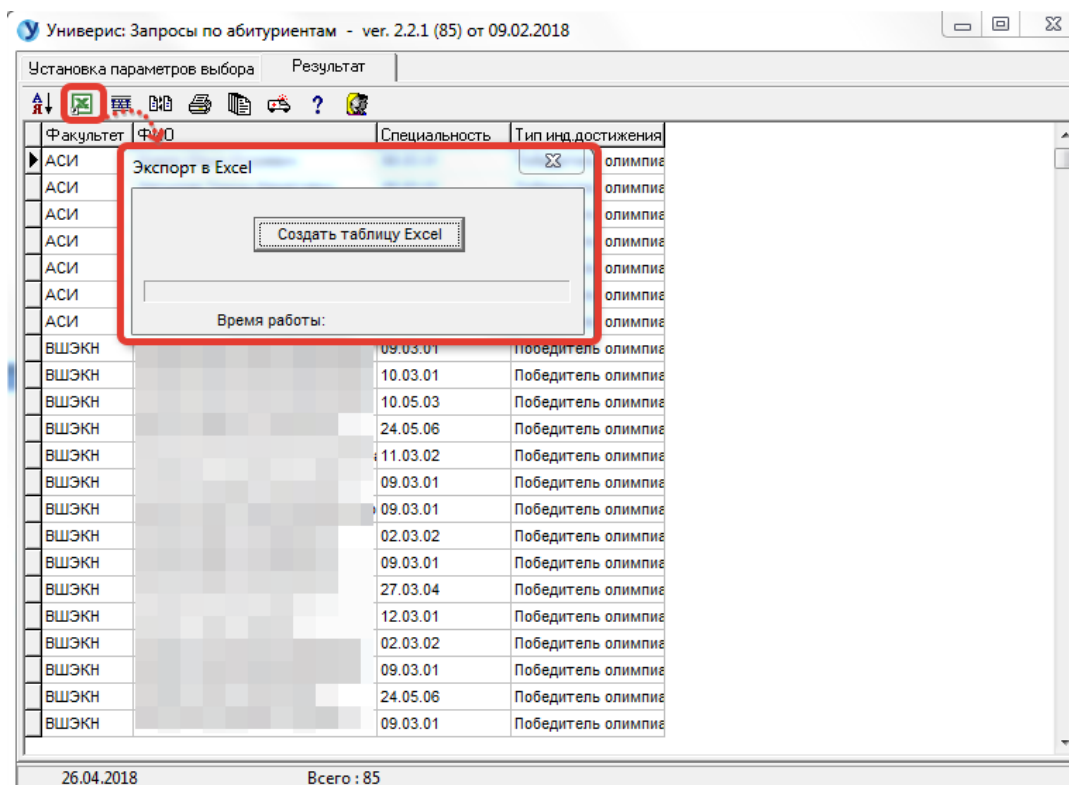 Универис: Запросы по абитуриентам - ver. 2.2.1 (85) от 09.02.2018
Установка параметров выбора Результат
Факультет ФИО Специальность Тип инд.достижения
АСИ олимпиа
Экспорт в Excel
АСИ олимпиа
АСИ олимпиа
Создать таблицу Excel
АСИ олимпиа
АСИ олимпиа
АСИ олимпиа
АСИ олимпиа
Время работы:
ВШЭКН 09.03.01 Победитель олимпиа
ВШЭКН 10.03.01 Победитель олимпиа
ВШЭКН 10.05.03 Победитель олимпиа
ВШЭКН 24.05.06 Победитель олимпиа
ВШЭКН 11.03.02 Победитель олимпиа
ВШЭКН 09.03.01 Победитель олимпиа
ВШЭКН 09.03.01 Победитель олимпиа
ВШЭКН 02.03.02 Победитель олимпиа
ВШЭКН 09.03.01 Победитель олимпиа
ВШЭКН 27.03.04 Победитель олимпиа
ВШЭКН 12.03.01 Победитель олимпиа
ВШЭКН 02.03.02 Победитель олимпиа
ВШЭКН 09.03.01 Победитель олимпиа
ВШЭКН 24.05.06 Победитель олимпиа
ВШЭКН 09.03.01 Победитель олимпиа
26.04.2018 Всего : 85